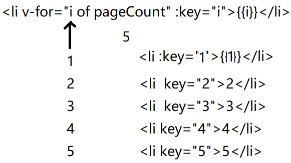 <li v-for="i of pageCount" :key="i">{{i}}</li>
5
1 <li :key="1">{{1}}</li>
2 <li key="2">2</li>
3 <li key="3">3</li>
4 <li key="4">4</li>
5 <li key="5">5</li>